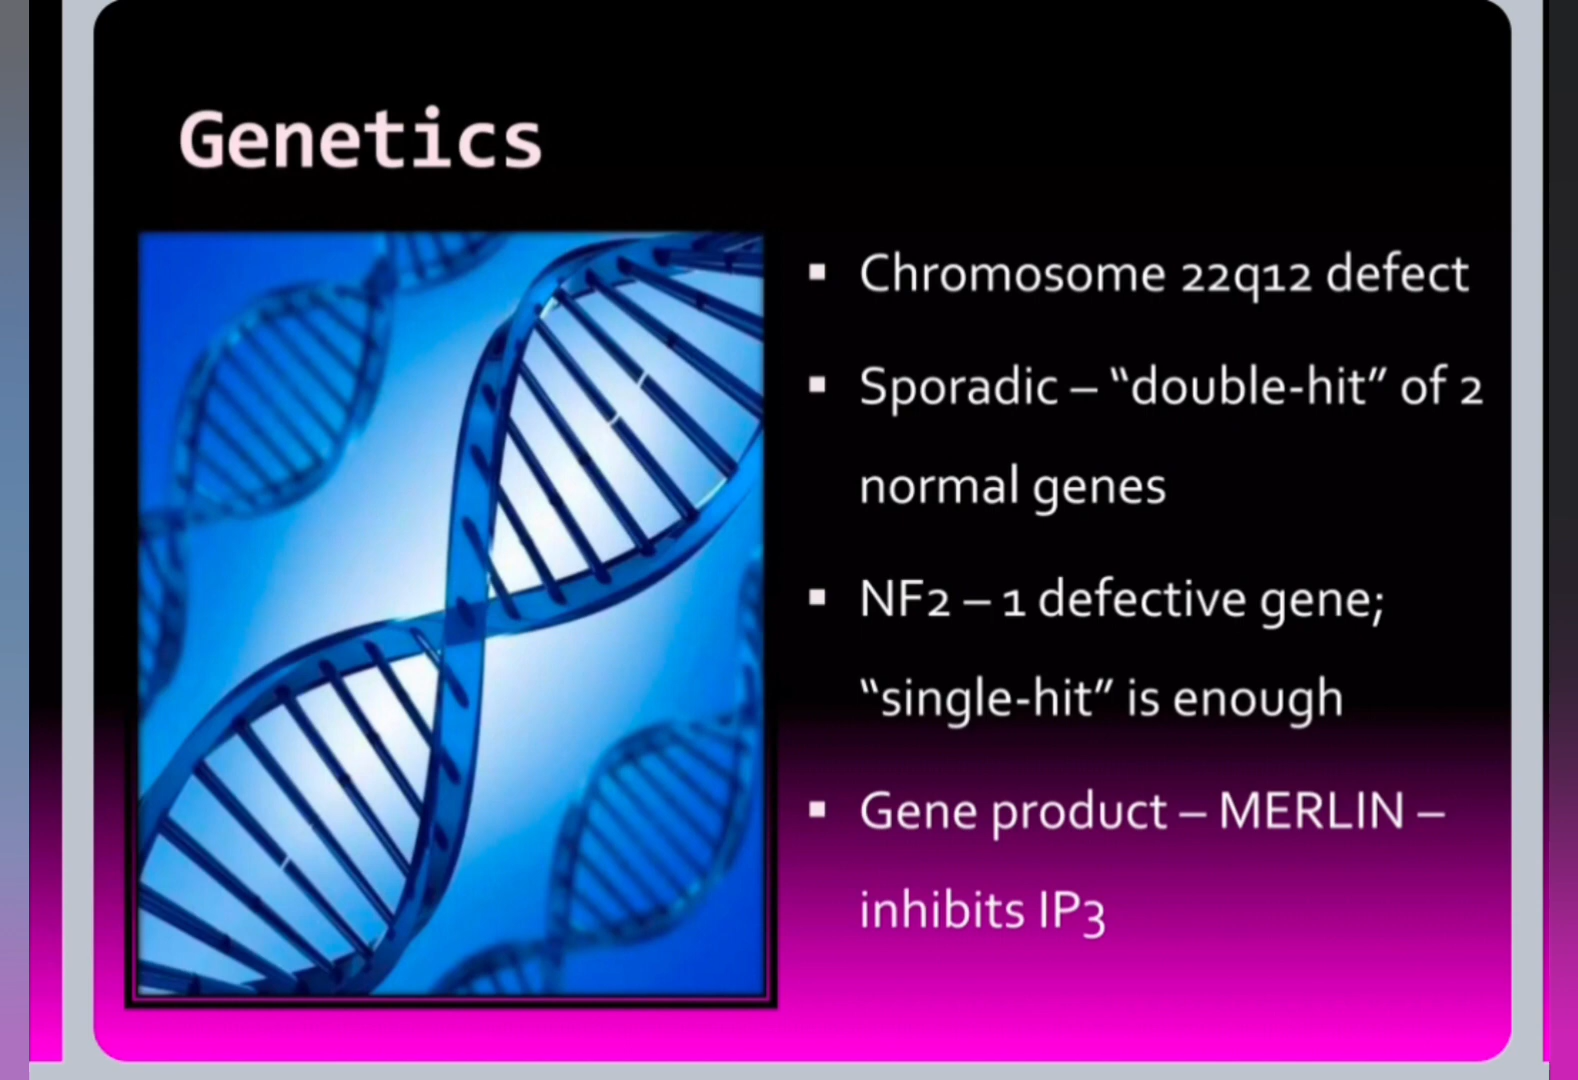 Genetics
▪ Chromosome 22q12 defect
▪ Sporadic – “double-hit” of 2
normal genes
▪ NF2 – 1 defective gene;
“single-hit” is enough
▪ Gene product – MERLIN –
inhibits IP3